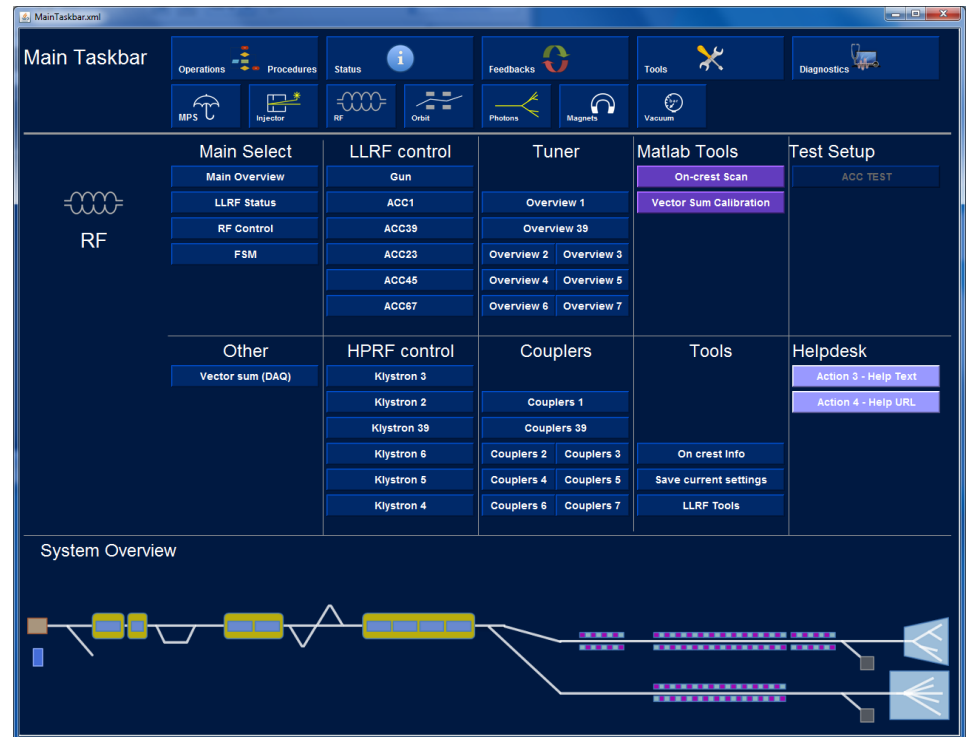 MainTaskbar.xml
Main Taskbar
Operations Procedures
Status
Feedbacks
Tools
Diagnostics
MPS
Injector
RF
Orbit
Photons
Magnets
Vacuum
RF
Main Select
Main Overview
LLRF Status
RF Control
FSM
LLRF control
Gun
ACC1
ACC39
ACC23
ACC45
ACC67
Tuner
Overview 1
Overview 39
Overview 2 Overview 3
Overview 4 Overview 5
Overview 6 Overview 7
Matlab Tools
On-crest Scan
Vector Sum Calibration
Test Setup
ACC TEST
Other
Vector sum (DAQ)
HPRF control
Klystron 3
Klystron 2
Klystron 39
Klystron 6
Klystron 5
Klystron 4
Couplers
Couplers 1
Couplers 39
Couplers 2 Couplers 3
Couplers 4 Couplers 5
Couplers 6 Couplers 7
Tools
On crest Info
Save current settings
LLRF Tools
Helpdesk
Action 3 - Help Text
Action 4 - Help URL
System Overview